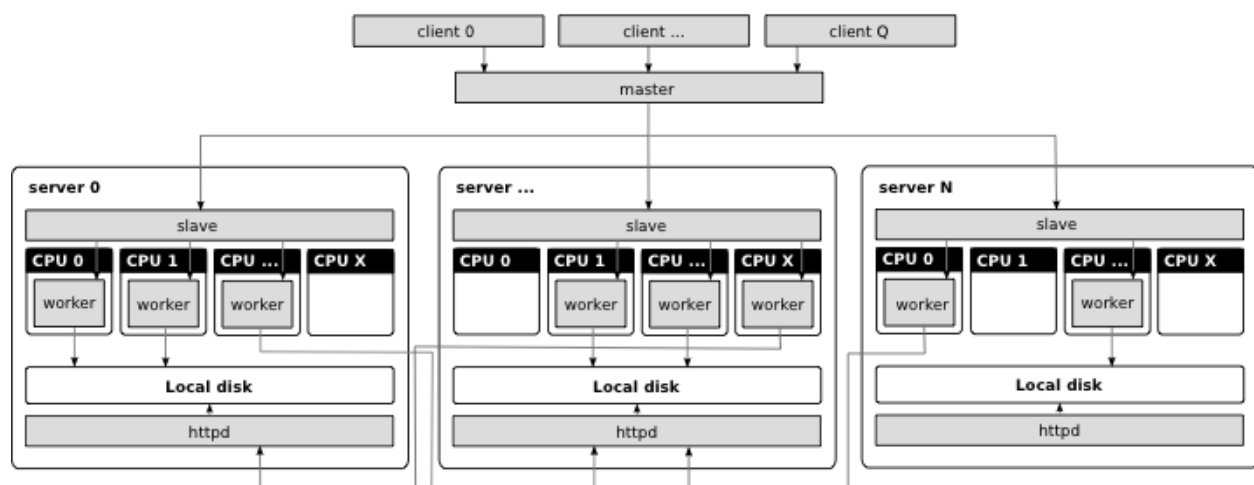 client 0 client ... client Q
master
server 0 server ... server N
slave slave slave
CPU 0 CPU 1 CPU ... CPU X CPU 0 CPU 1 CPU ... CPU X CPU 0 CPU 1 CPU ... CPU X
worker worker worker worker worker worker worker worker
Local disk Local disk Local disk
httpd httpd httpd